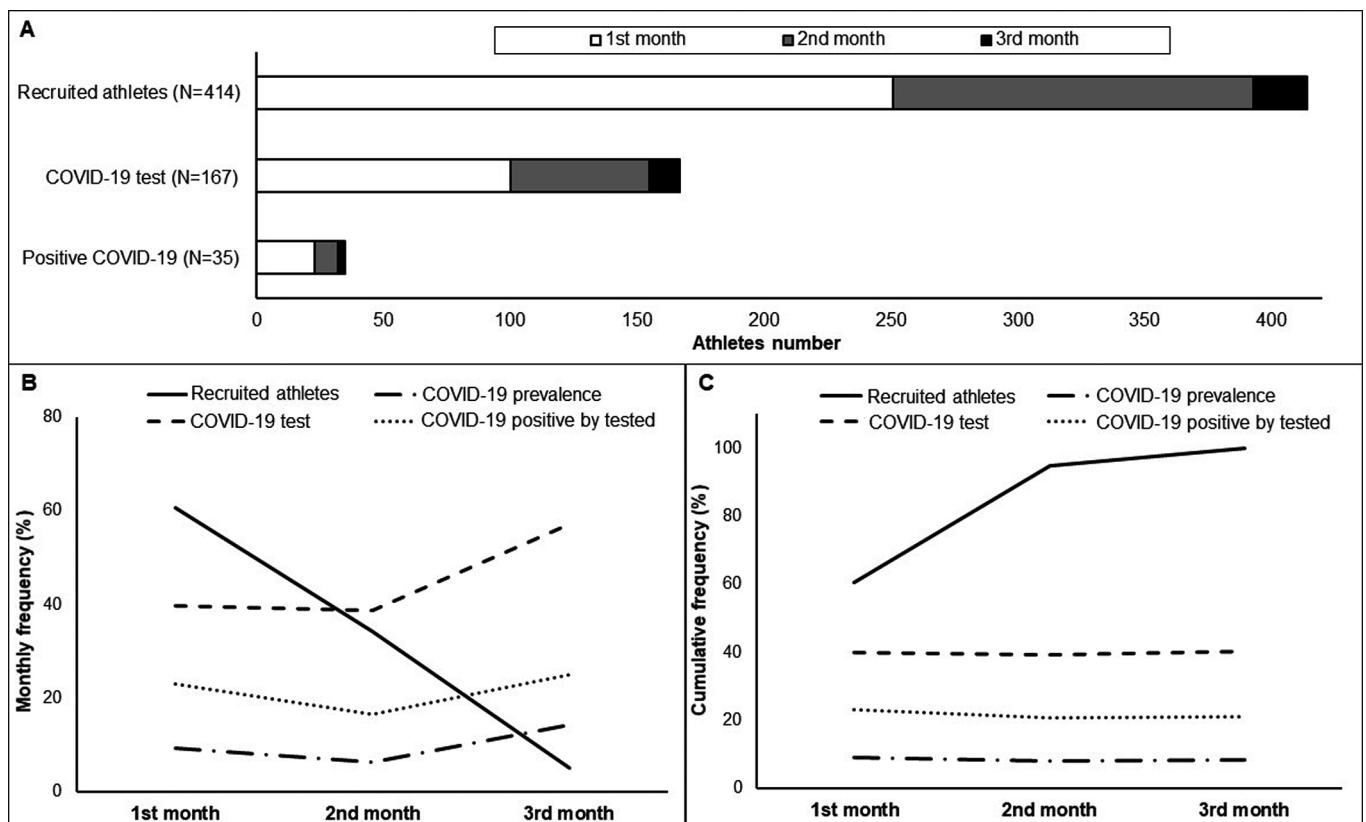 A
1st month 2nd month 3rd month
Recruited athletes (N=414)
COVID-19 test (N=167)
Positive COVID-19 (N=35)
0 50 100 150 200 250 300 350 400
Athletes number
B
Recruited athletes COVID-19 prevalence
COVID-19 test COVID-19 positive by tested
Monthly frequency (%)
80
60
40
20
0
1st month 2nd month 3rd month
C
Recruited athletes COVID-19 prevalence
COVID-19 test COVID-19 positive by tested
Cumulative frequency (%)
100
80
60
40
20
0
1st month 2nd month 3rd month